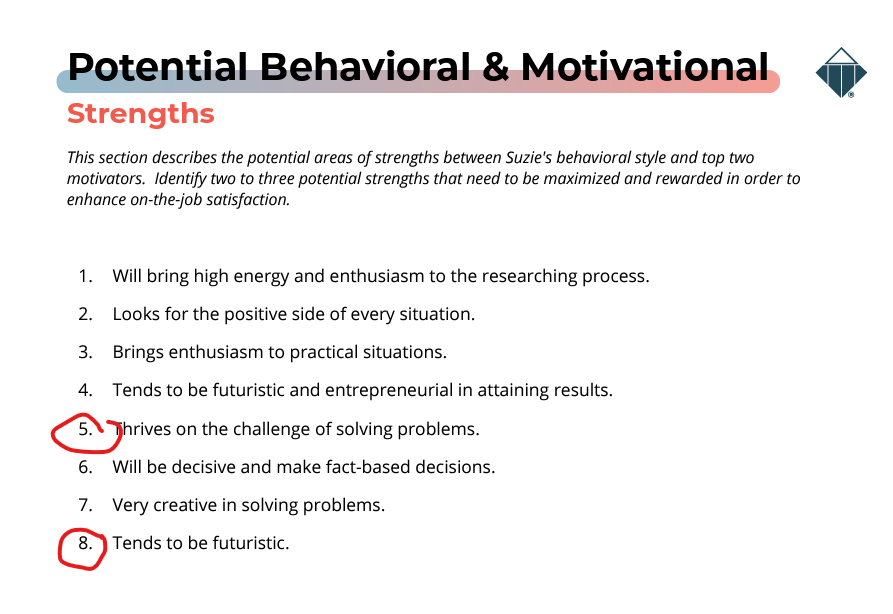 Potential Behavioral & Motivational
Strengths
This section describes the potential areas of strengths between Suzie's behavioral style and top two
motivators.  Identify two to three potential strengths that need to be maximized and rewarded in order to
enhance on-the-job satisfaction.
1. Will bring high energy and enthusiasm to the researching process.
2. Looks for the positive side of every situation.
3. Brings enthusiasm to practical situations.
4. Tends to be futuristic and entrepreneurial in attaining results.
5. Thrives on the challenge of solving problems.
6. Will be decisive and make fact-based decisions.
7. Very creative in solving problems.
8. Tends to be futuristic.
®